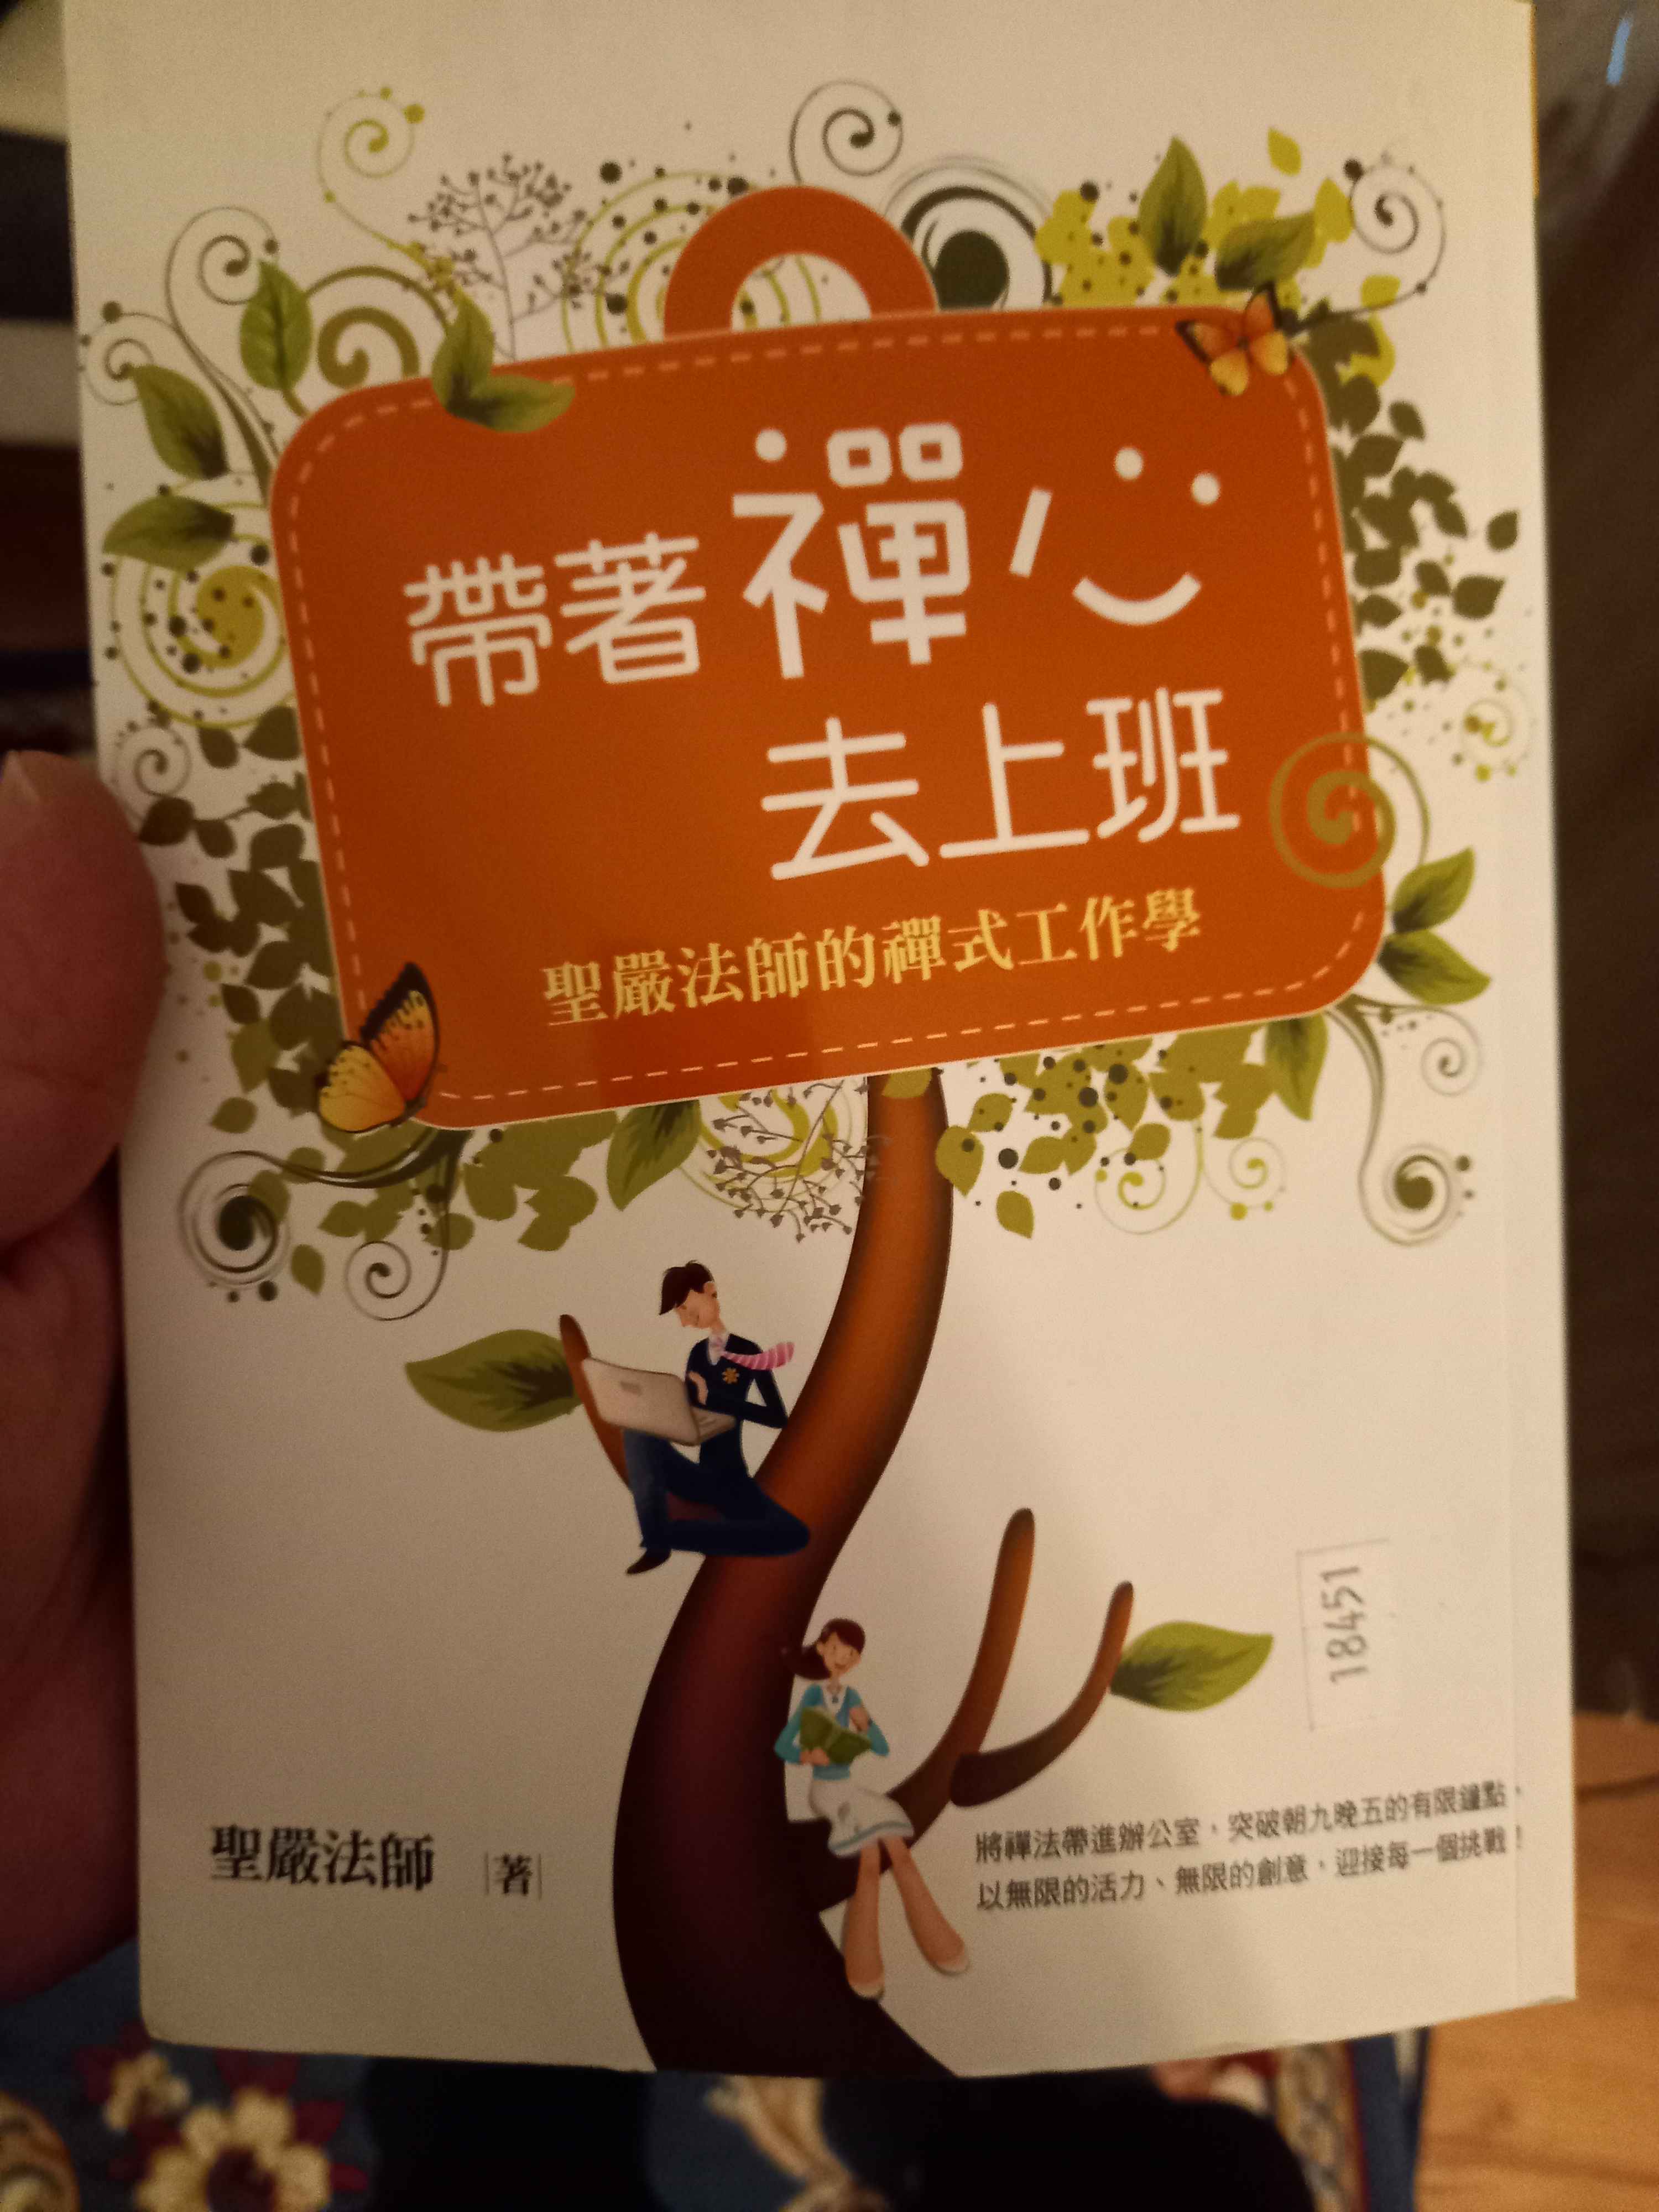 帶著禪心
去上班
聖嚴法師的禪式工作學
18451
聖嚴法師 |著|
將禪法帶進辦公室，突破朝九晚五的有限鐘點，
以無限的活力、無限的創意，迎接每一個挑戰！